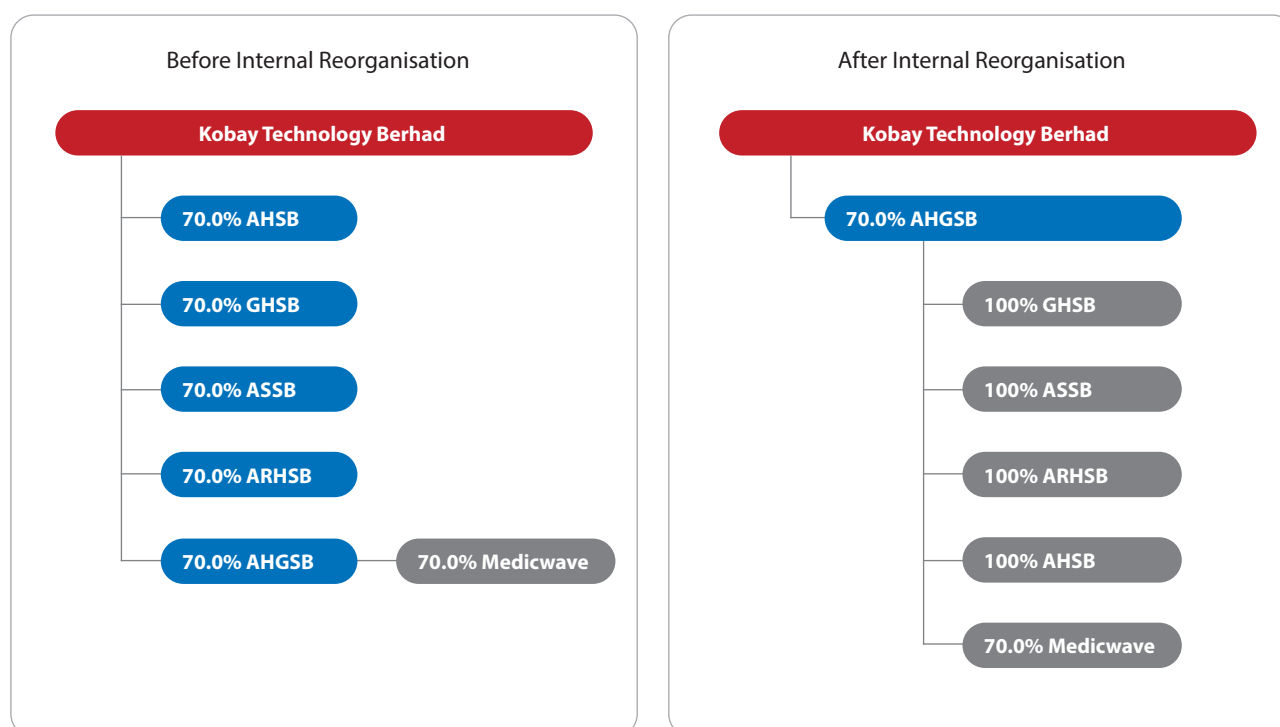 Before Internal Reorganisation
Kobay Technology Berhad
70.0% AHSB
70.0% GHSB
70.0% ASSB
70.0% ARHSB
70.0% AHGSB
70.0% Medicwave
After Internal Reorganisation
Kobay Technology Berhad
70.0% AHGSB
100% GHSB
100% ASSB
100% ARHSB
100% AHSB
70.0% Medicwave